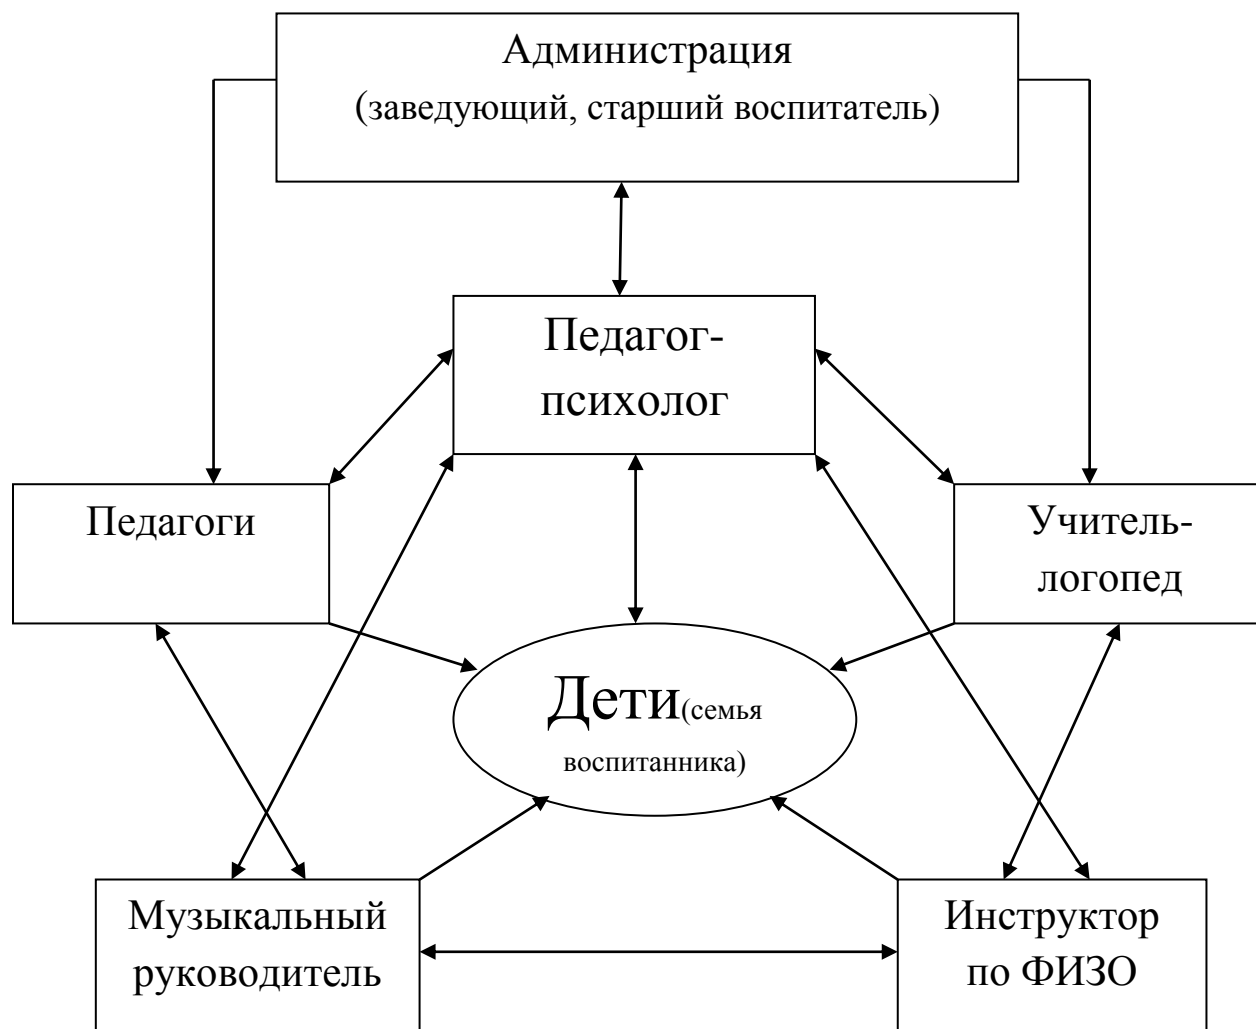 Администрация
(заведующий, старший воспитатель)
Педагог-
психолог
Педагоги
Учитель-
логопед
Дети(семья
воспитанника)
Музыкальный
руководитель
Инструктор
по ФИЗО